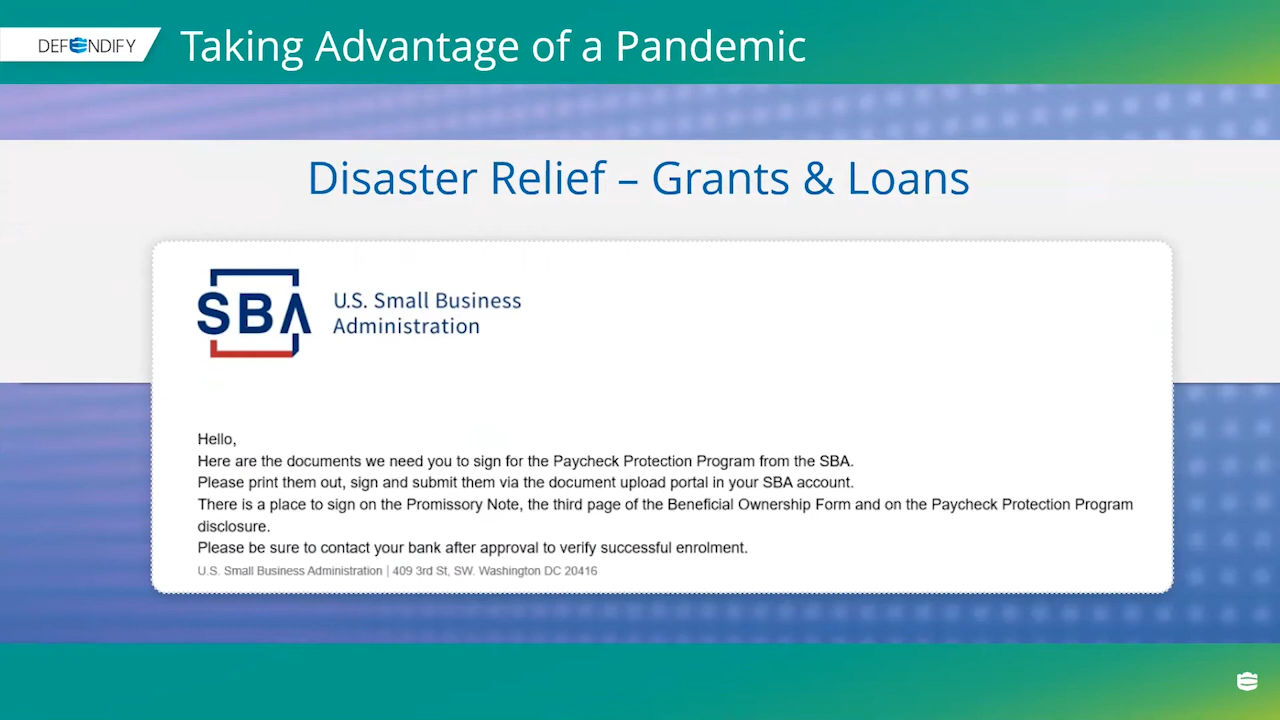 DEFENDIFY
Taking Advantage of a Pandemic
Disaster Relief – Grants & Loans
SBA
U.S. Small Business
Administration
Hello,
Here are the documents we need you to sign for the Paycheck Protection Program from the SBA.
Please print them out, sign and submit them via the document upload portal in your SBA account.
There is a place to sign on the Promissory Note, the third page of the Beneficial Ownership Form and on the Paycheck Protection Program
disclosure.
Please be sure to contact your bank after approval to verify successful enrolment.
U.S. Small Business Administration | 409 3rd St, SW. Washington DC 20416